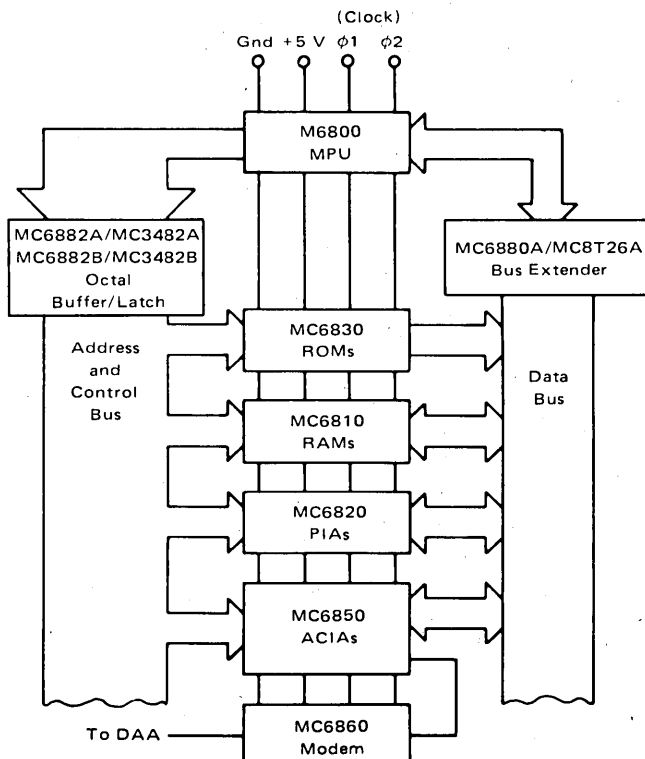 (Clock)
Gnd +5 V ϕ1 ϕ2
M6800
MPU
MC6882A/MC3482A
MC6882B/MC3482B
Octal
Buffer/Latch
MC6880A/MC8T26A
Bus Extender
Address
and
Control
Bus
MC6830
ROMs
Data
Bus
MC6810
RAMs
MC6820
PIAs
MC6850
ACIAs
To DAA
MC6860
Modem